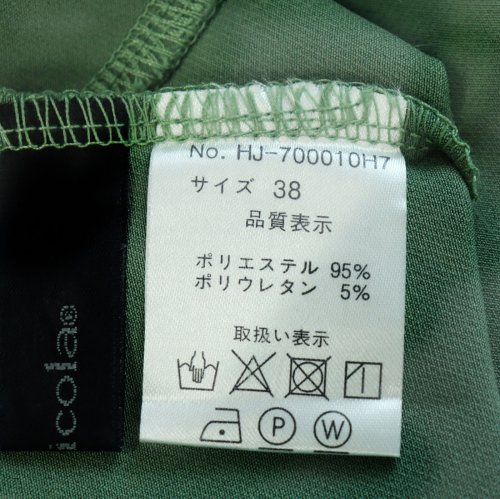 No. HJ-700010H7
サイズ 38
品質表示
ポリエステル 95%
ポリウレタン 5%
取扱い表示
P W
icola